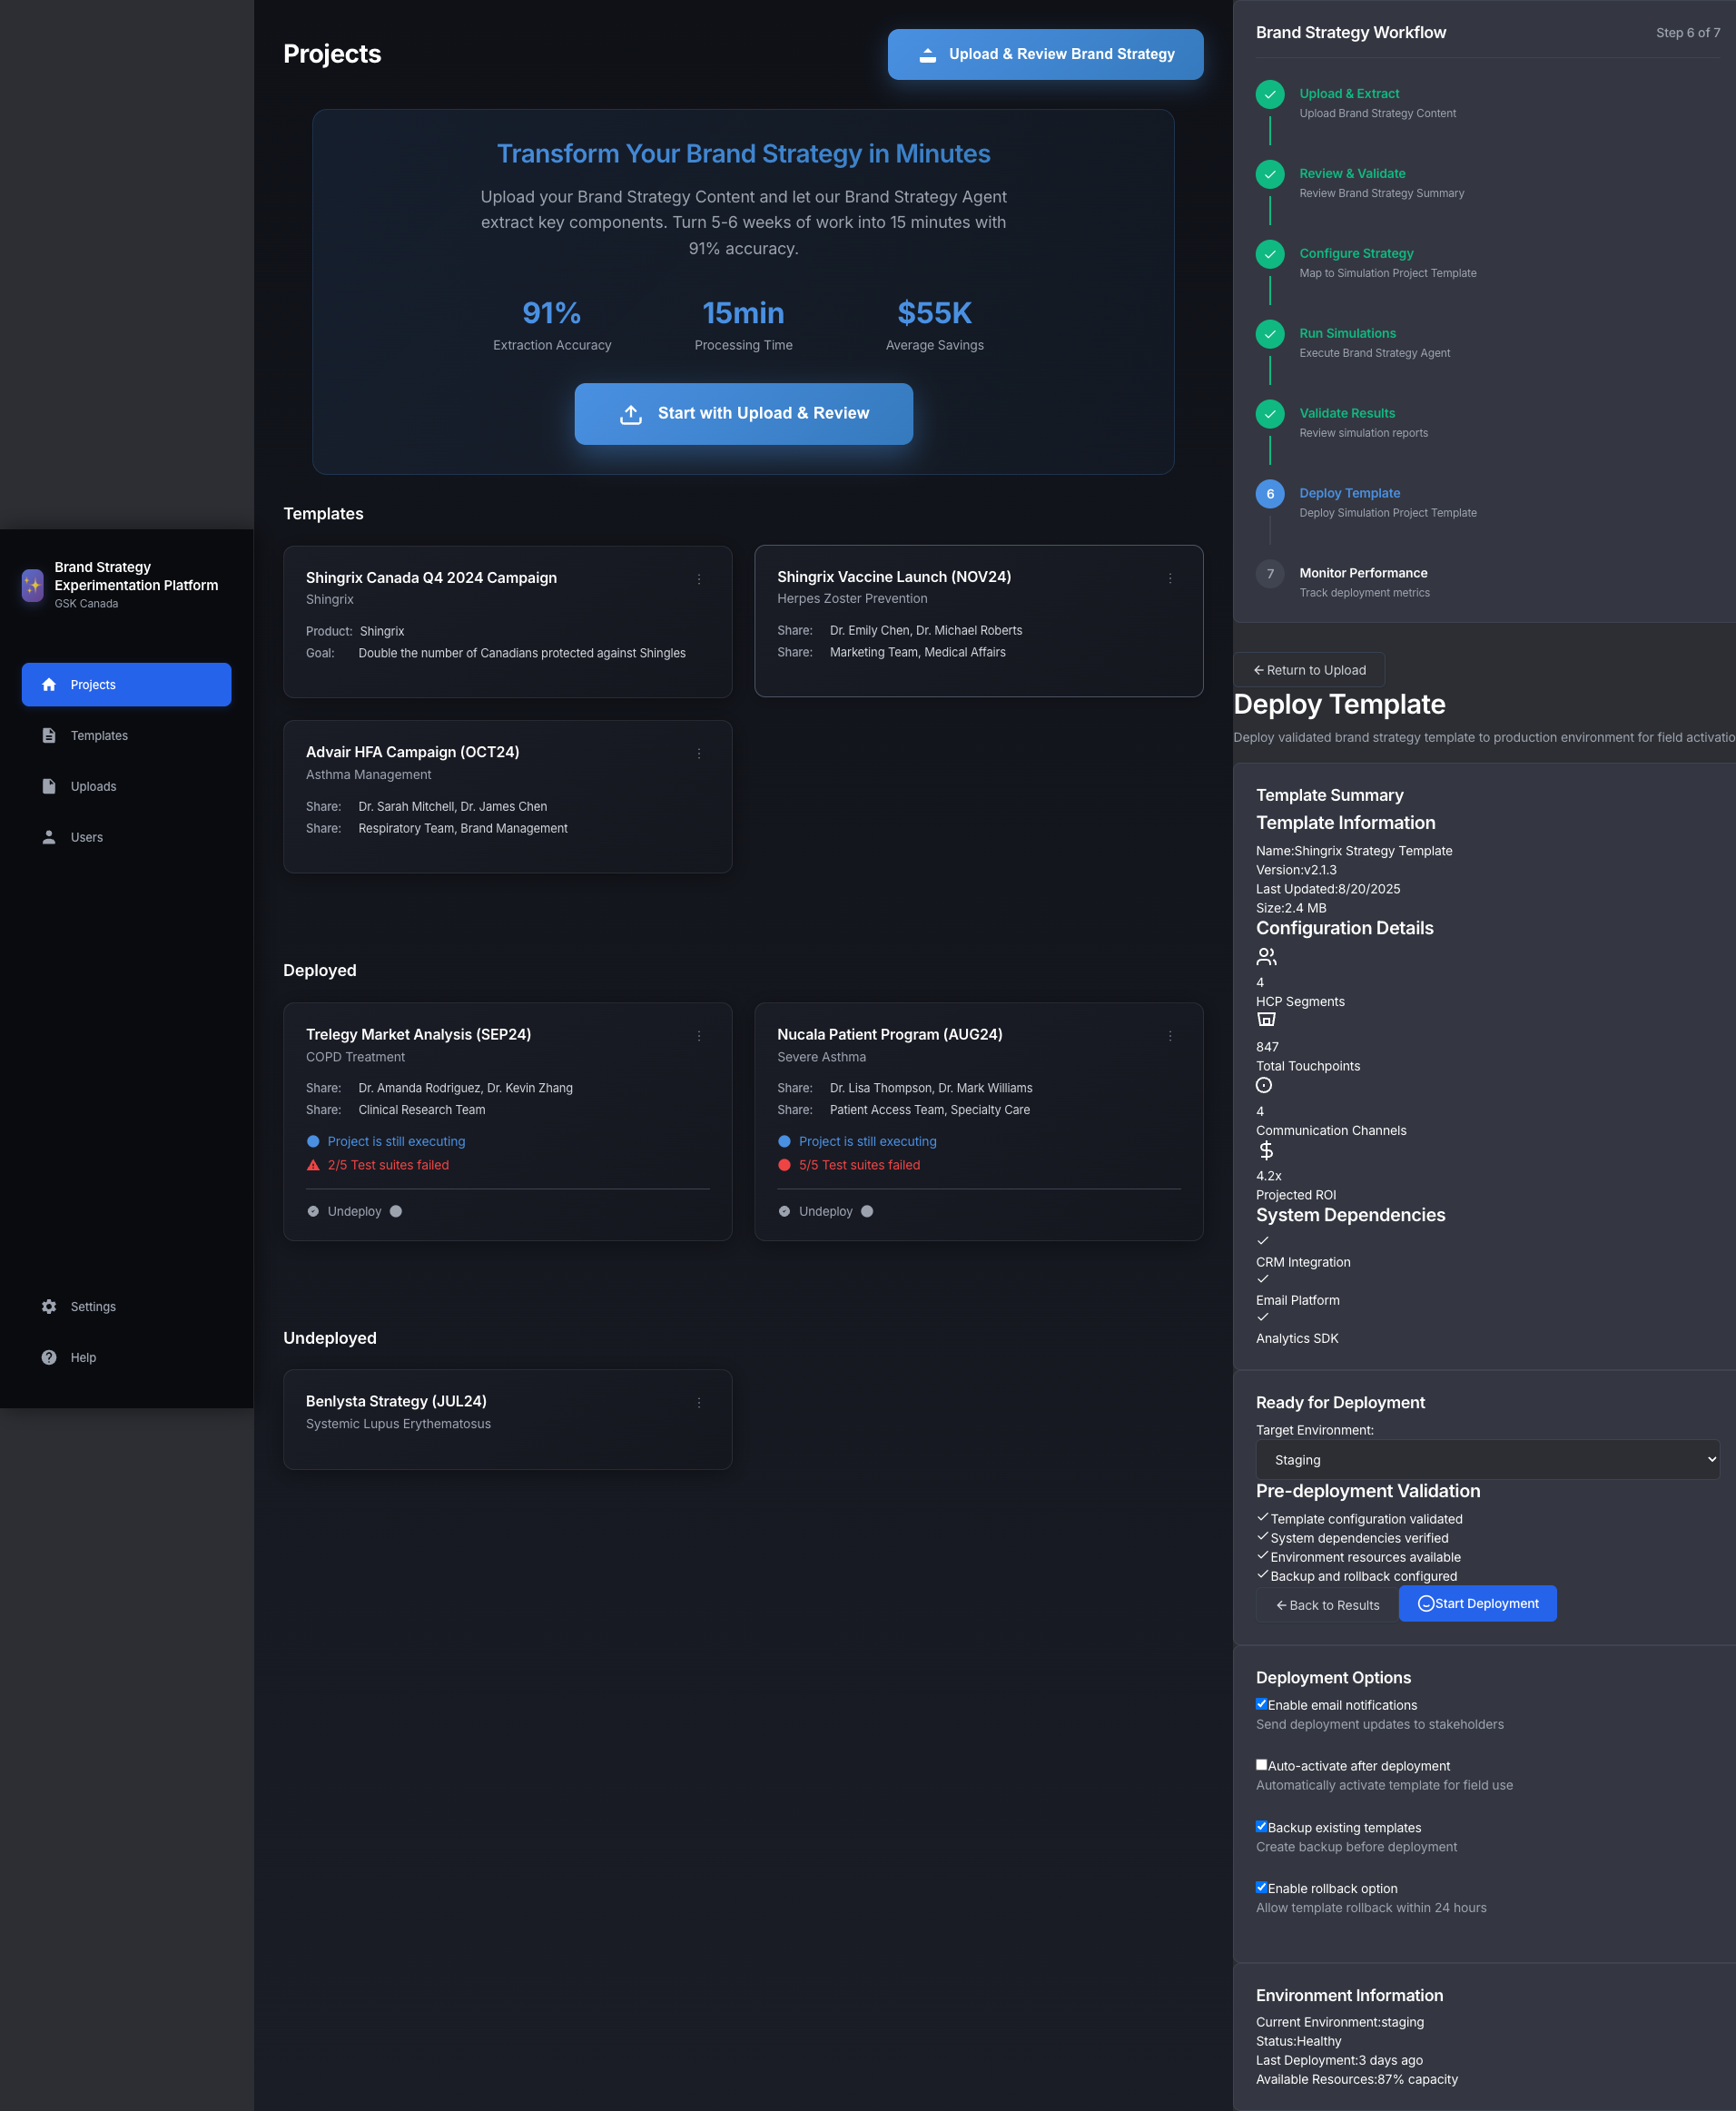 Brand Strategy
Experimentation Platform
GSK Canada
Projects
Templates
Uploads
Users
Settings
Help
Projects
Upload & Review Brand Strategy
Transform Your Brand Strategy in Minutes
Upload your Brand Strategy Content and let our Brand Strategy Agent
extract key components. Turn 5-6 weeks of work into 15 minutes with
91% accuracy.
91%
Extraction Accuracy
15min
Processing Time
$55K
Average Savings
Start with Upload & Review
Templates
Shingrix Canada Q4 2024 Campaign
Shingrix
Product: Shingrix
Goal: Double the number of Canadians protected against Shingles
Shingrix Vaccine Launch (NOV24)
Herpes Zoster Prevention
Share: Dr. Emily Chen, Dr. Michael Roberts
Share: Marketing Team, Medical Affairs
Advair HFA Campaign (OCT24)
Asthma Management
Share: Dr. Sarah Mitchell, Dr. James Chen
Share: Respiratory Team, Brand Management
Deployed
Trelegy Market Analysis (SEP24)
COPD Treatment
Share: Dr. Amanda Rodriguez, Dr. Kevin Zhang
Share: Clinical Research Team
Project is still executing
2/5 Test suites failed
Undeploy
Nucala Patient Program (AUG24)
Severe Asthma
Share: Dr. Lisa Thompson, Dr. Mark Williams
Share: Patient Access Team, Specialty Care
Project is still executing
5/5 Test suites failed
Undeploy
Undeployed
Benlysta Strategy (JUL24)
Systemic Lupus Erythematosus
Brand Strategy Workflow
Step 6 of 7
Upload & Extract
Upload Brand Strategy Content
Review & Validate
Review Brand Strategy Summary
Configure Strategy
Map to Simulation Project Template
Run Simulations
Execute Brand Strategy Agent
Validate Results
Review simulation reports
6
Deploy Template
Deploy Simulation Project Template
7
Monitor Performance
Track deployment metrics
Return to Upload
Deploy Template
Deploy validated brand strategy template to production environment for field activatio
Template Summary
Template Information
Name:Shingrix Strategy Template
Version:v2.1.3
Last Updated:8/20/2025
Size:2.4 MB
Configuration Details
4
HCP Segments
847
Total Touchpoints
4
Communication Channels
4.2x
Projected ROI
System Dependencies
CRM Integration
Email Platform
Analytics SDK
Ready for Deployment
Target Environment:
Staging
Pre-deployment Validation
Template configuration validated
System dependencies verified
Environment resources available
Backup and rollback configured
Back to Results
Start Deployment
Deployment Options
Enable email notifications
Send deployment updates to stakeholders
Auto-activate after deployment
Automatically activate template for field use
Backup existing templates
Create backup before deployment
Enable rollback option
Allow template rollback within 24 hours
Environment Information
Current Environment:staging
Status:Healthy
Last Deployment:3 days ago
Available Resources:87% capacity